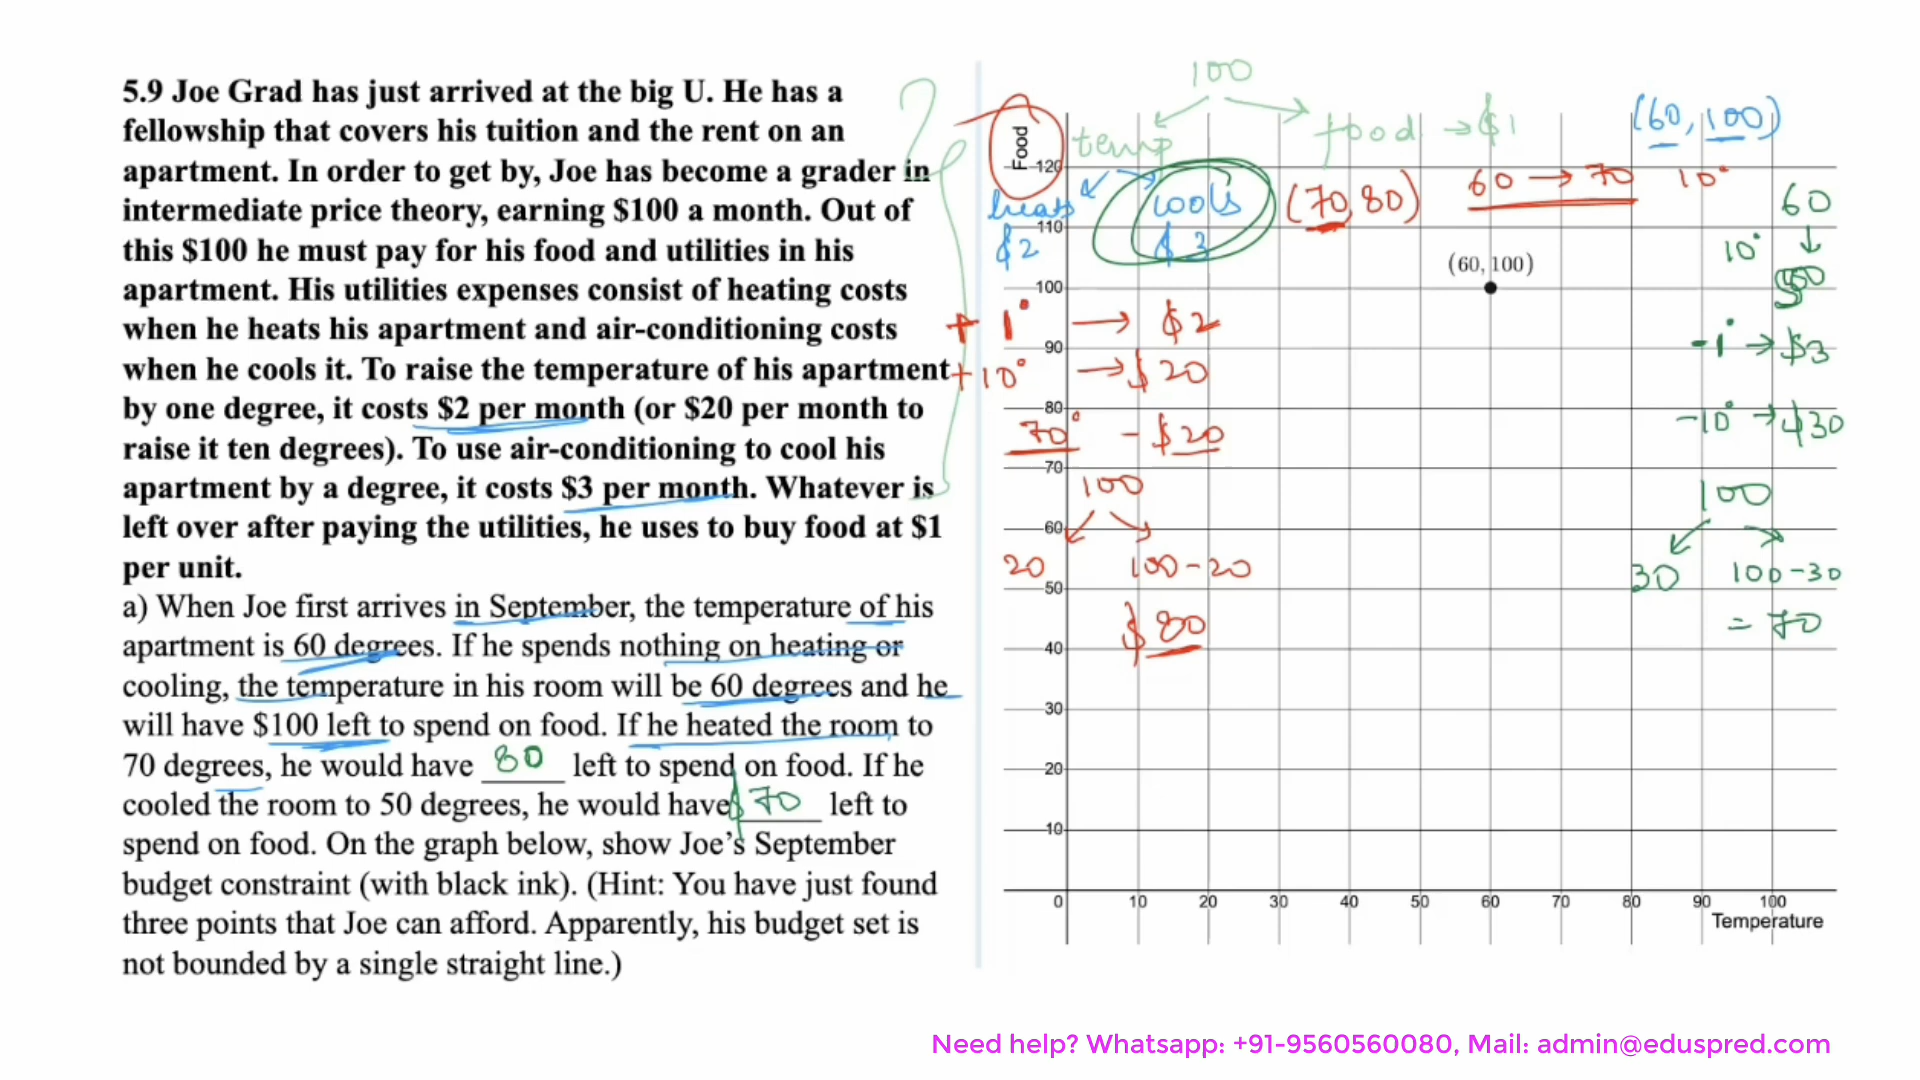 5.9 Joe Grad has just arrived at the big U. He has a
fellowship that covers his tuition and the rent on an
apartment. In order to get by, Joe has become a grader in
intermediate price theory, earning $100 a month. Out of
this $100 he must pay for his food and utilities in his
apartment. His utilities expenses consist of heating costs
when he heats his apartment and air-conditioning costs
when he cools it. To raise the temperature of his apartment
by one degree, it costs $2 per month (or $20 per month to
raise it ten degrees). To use air-conditioning to cool his
apartment by a degree, it costs $3 per month. Whatever is
left over after paying the utilities, he uses to buy food at $1
per unit.
a) When Joe first arrives in September, the temperature of his
apartment is 60 degrees. If he spends nothing on heating or
cooling, the temperature in his room will be 60 degrees and he
will have $100 left to spend on food. If he heated the room to
70 degrees, he would have 80 left to spend on food. If he
cooled the room to 50 degrees, he would have $70 left to
spend on food. On the graph below, show Joe's September
budget constraint (with black ink). (Hint: You have just found
three points that Joe can afford. Apparently, his budget set is
not bounded by a single straight line.)
100
temp food → $1
heats cools
$2 $3
(70,80)
60 → 70 10°
(60,100)
+ 1° → $2
+10° → $20
70° - $20
100
20 100-20
$80
60
10° ↓
50
-1° → $3
-10° → $30
100
30 100-30
= 70
(60, 100)
Food
120
110
100
90
80
70
60
50
40
30
20
10
0 10 20 30 40 50 60 70 80 90 100
Temperature
Need help? Whatsapp: +91-9560560080, Mail: admin@eduspred.com